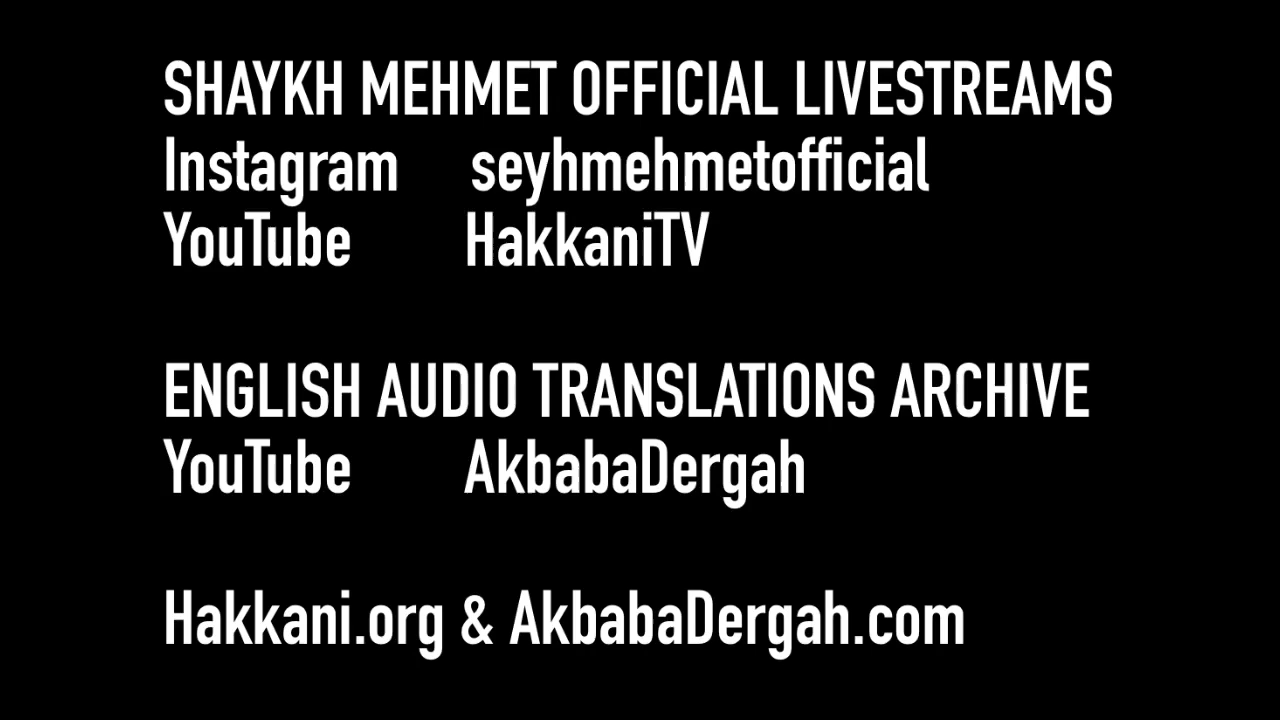 SHAYKH MEHMET OFFICIAL LIVESTREAMS
Instagram seyhmehmetofficial
YouTube HakkaniTV
ENGLISH AUDIO TRANSLATIONS ARCHIVE
YouTube AkbabaDergah
Hakkani.org & AkbabaDergah.com